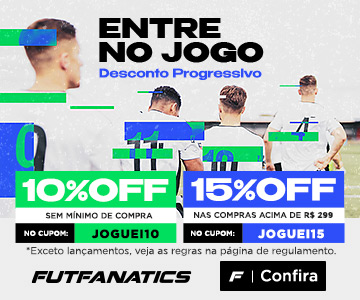 ENTRE
NO JOGO
Desconto Progressivo
10%OFF
SEM MÍNIMO DE COMPRA
NO CUPOM: JOGUEI10
15%OFF
NAS COMPRAS ACIMA DE R$ 299
NO CUPOM: JOGUEI15
*Exceto lançamentos, veja as regras na página de regulamento.
FUTFANATICS
F | Confira